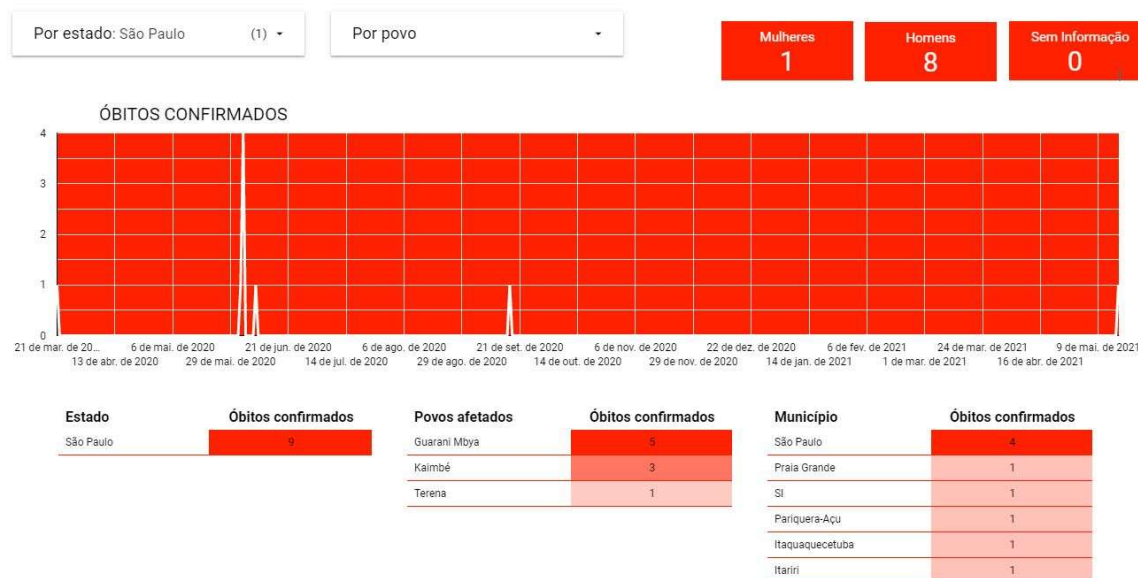 Por estado: São Paulo (1)
Por povo
Mulheres
1
Homens
8
Sem Informação
0
ÓBITOS CONFIRMADOS
4
3
2
1
0
21 de mar. de 20... 6 de mai. de 2020 21 de jun. de 2020 6 de ago. de 2020 21 de set. de 2020 6 de nov. de 2020 22 de dez. de 2020 6 de fev. de 2021 24 de mar. de 2021 9 de mai. de 2021
13 de abr. de 2020 29 de mai. de 2020 14 de jul. de 2020 29 de ago. de 2020 14 de out. de 2020 29 de nov. de 2020 14 de jan. de 2021 1 de mar. de 2021 16 de abr. de 2021
Estado Óbitos confirmados
São Paulo 9
Povos afetados Óbitos confirmados
Guarani Mbya 5
Kaimbé 3
Terena 1
Município Óbitos confirmados
São Paulo 4
Praia Grande 1
SI 1
Pariquera-Açu 1
Itaquaquecetuba 1
Itariri 1